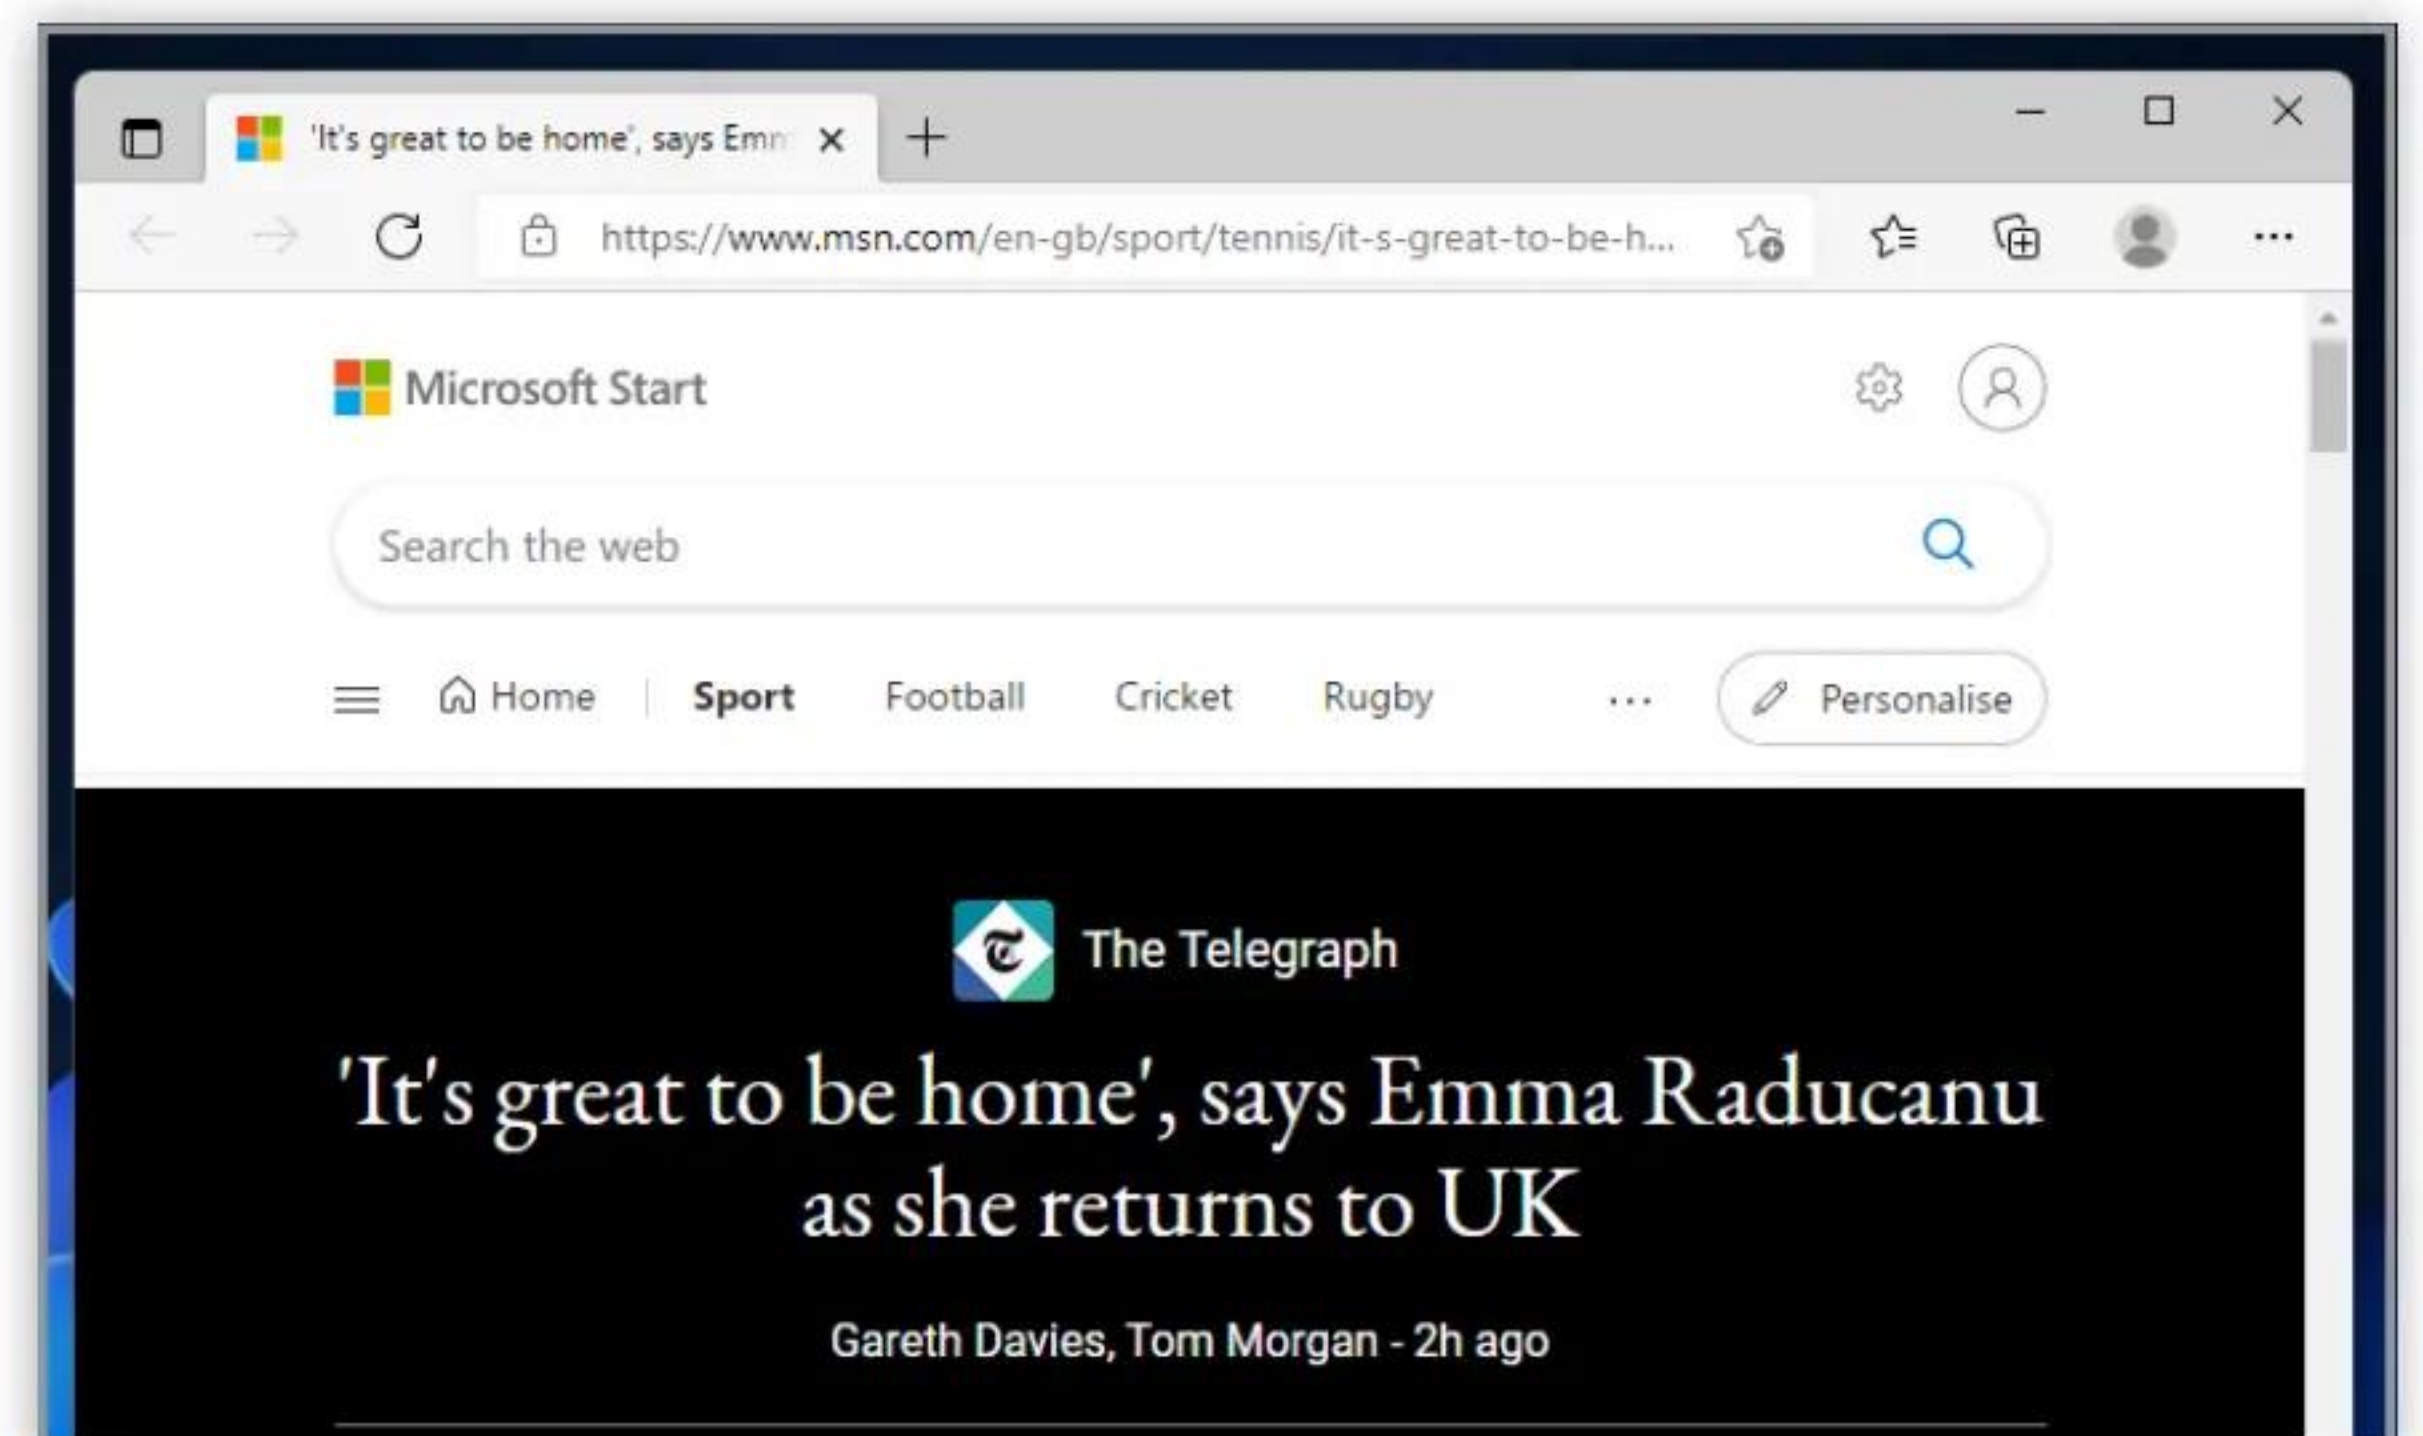 'It's great to be home', says Emm
https://www.msn.com/en-gb/sport/tennis/it-s-great-to-be-h...
Microsoft Start
Search the web
Home Sport Football Cricket Rugby ... Personalise
The Telegraph
'It's great to be home', says Emma Raducanu
as she returns to UK
Gareth Davies, Tom Morgan - 2h ago